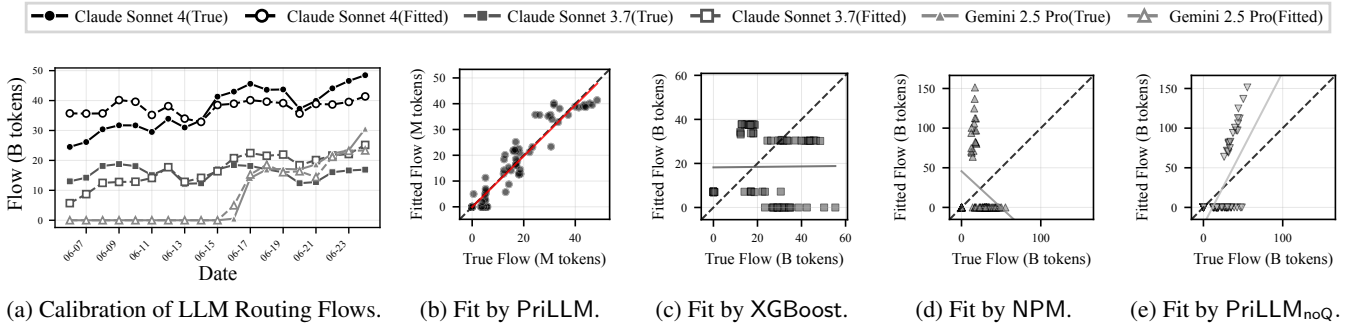 Claude Sonnet 4(True) Claude Sonnet 4(Fitted) Claude Sonnet 3.7(True) Claude Sonnet 3.7(Fitted) Gemini 2.5 Pro(True) Gemini 2.5 Pro(Fitted)
Flow (B tokens)
50
40
30
20
10
0
06-07 06-09 06-11 06-13 06-15 06-17 06-19 06-21 06-23
Date
Fitted Flow (M tokens)
50
40
30
20
10
0
0 20 40
True Flow (M tokens)
Fitted Flow (B tokens)
60
40
20
0
0 20 40 60
True Flow (B tokens)
Fitted Flow (B tokens)
150
100
50
0
0 100
True Flow (B tokens)
Fitted Flow (B tokens)
150
100
50
0
0 100
True Flow (B tokens)
(a) Calibration of LLM Routing Flows. (b) Fit by PriLLM. (c) Fit by XGBoost. (d) Fit by NPM. (e) Fit by PriLLMnoQ.